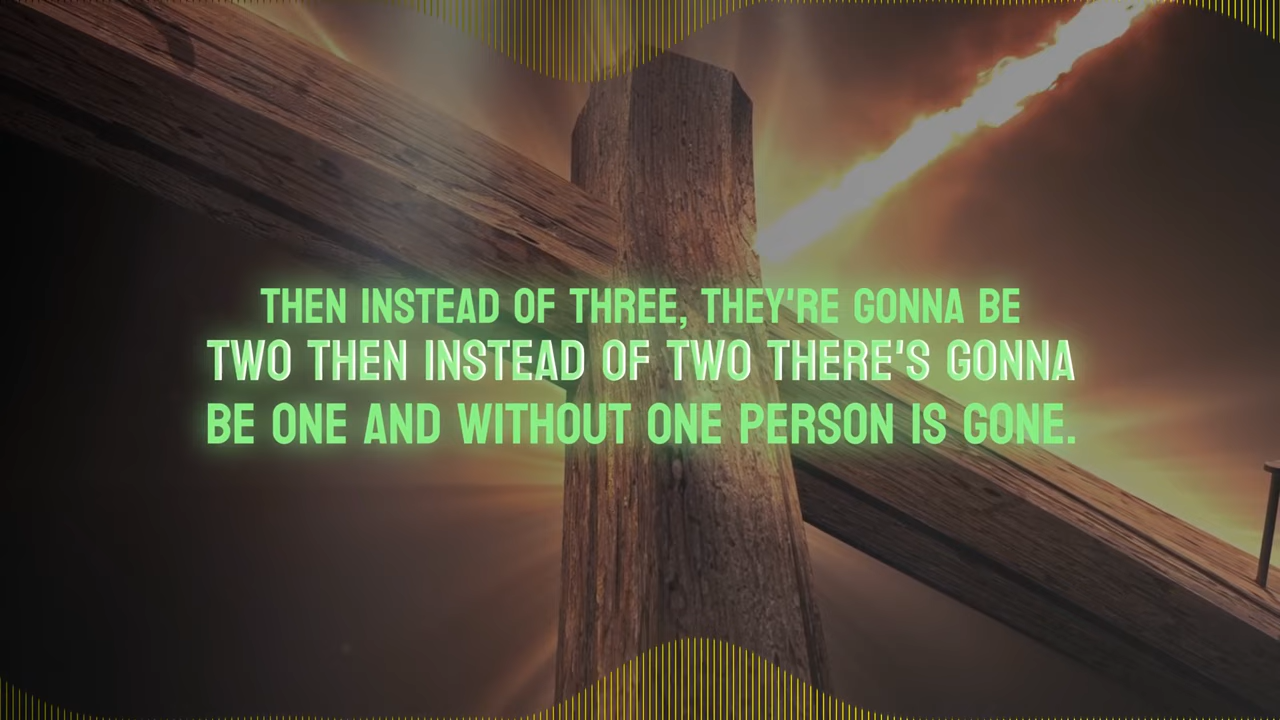 THEN INSTEAD OF THREE, THEY'RE GONNA BE
TWO THEN INSTEAD OF TWO THERE'S GONNA
BE ONE AND WITHOUT ONE PERSON IS GONE.